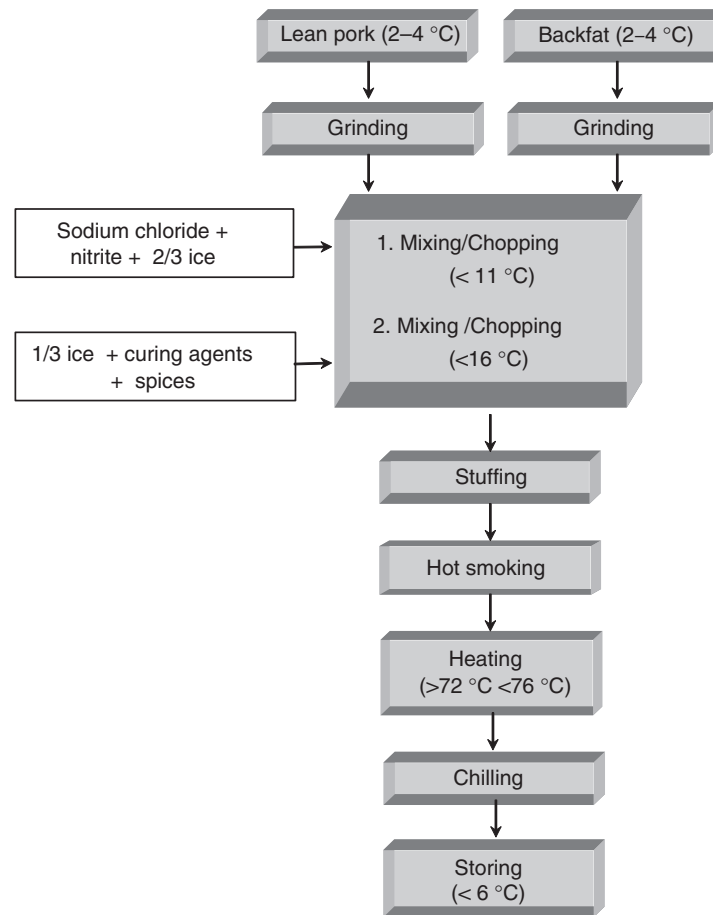 Lean pork (2–4 °C)
Backfat (2–4 °C)
Grinding
Grinding
Sodium chloride +
nitrite + 2/3 ice
1. Mixing/Chopping
(< 11 °C)
2. Mixing /Chopping
(<16 °C)
1/3 ice + curing agents
+ spices
Stuffing
Hot smoking
Heating
(>72 °C <76 °C)
Chilling
Storing
(< 6 °C)